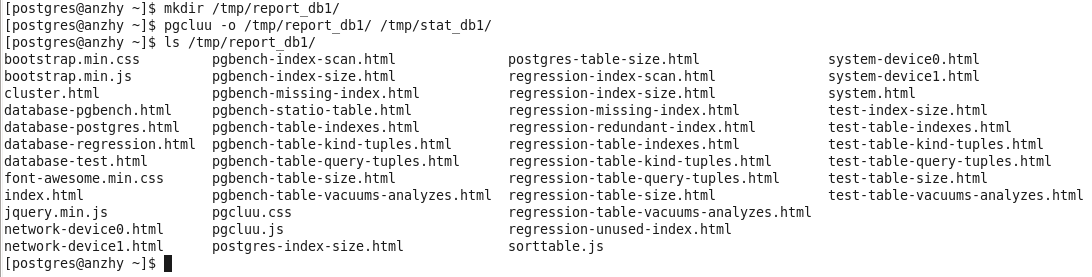 [postgres@anzhy ~]$ mkdir /tmp/report_db1/
[postgres@anzhy ~]$ pgcluu -o /tmp/report_db1/ /tmp/stat_db1/
[postgres@anzhy ~]$ ls /tmp/report_db1/
bootstrap.min.css pgbench-index-scan.html postgres-table-size.html system-device0.html
bootstrap.min.js pgbench-index-size.html regression-index-scan.html system-device1.html
cluster.html pgbench-missing-index.html regression-index-size.html system.html
database-pgbench.html pgbench-statio-table.html regression-missing-index.html test-index-size.html
database-postgres.html pgbench-table-indexes.html regression-redundant-index.html test-table-indexes.html
database-regression.html pgbench-table-kind-tuples.html regression-table-indexes.html test-table-kind-tuples.html
database-test.html pgbench-table-query-tuples.html regression-table-kind-tuples.html test-table-query-tuples.html
font-awesome.min.css pgbench-table-size.html regression-table-query-tuples.html test-table-size.html
index.html pgbench-table-vacuums-analyzes.html regression-table-size.html test-table-vacuums-analyzes.html
jquery.min.js pgcluu.css regression-table-vacuums-analyzes.html
network-device0.html pgcluu.js regression-unused-index.html
network-device1.html postgres-index-size.html sorttable.js
[postgres@anzhy ~]$